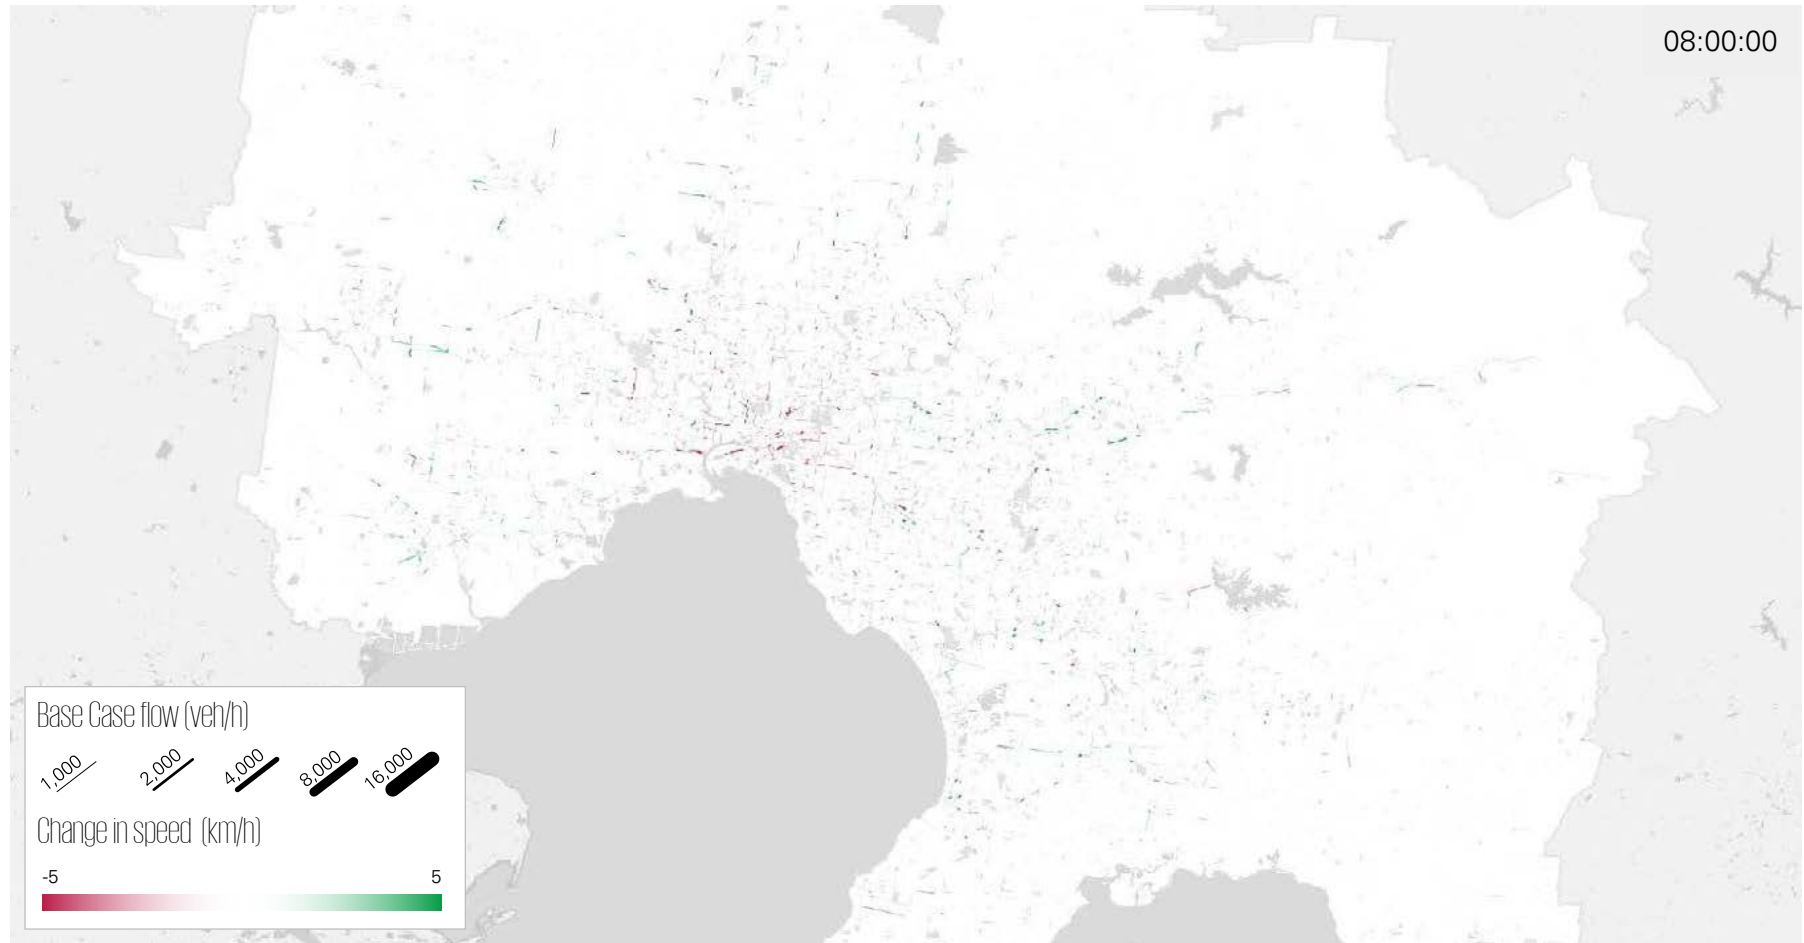 08:00:00
Base Case flow (veh/h)
1,000 2,000 4,000 8,000 16,000
Change in speed (km/h)
-5 5